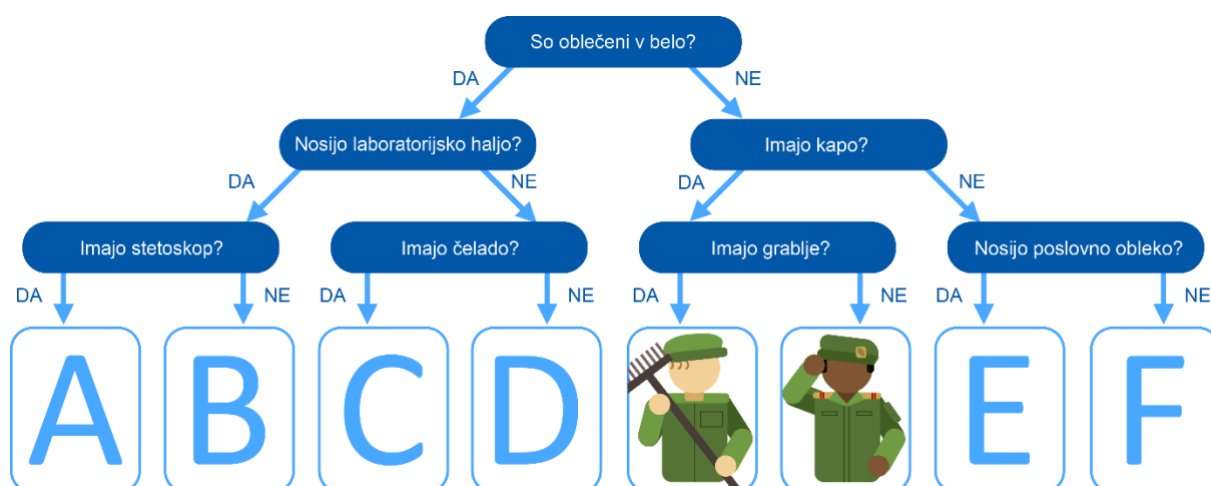 So oblečeni v belo?
DA
NE
Nosijo laboratorijsko haljo?
Imajo kapo?
DA
NE
DA
NE
Imajo stetoskop?
Imajo čelado?
Imajo grablje?
Nosijo poslovno obleko?
DA
NE
DA
NE
DA
NE
DA
NE
A
B
C
D
E
F